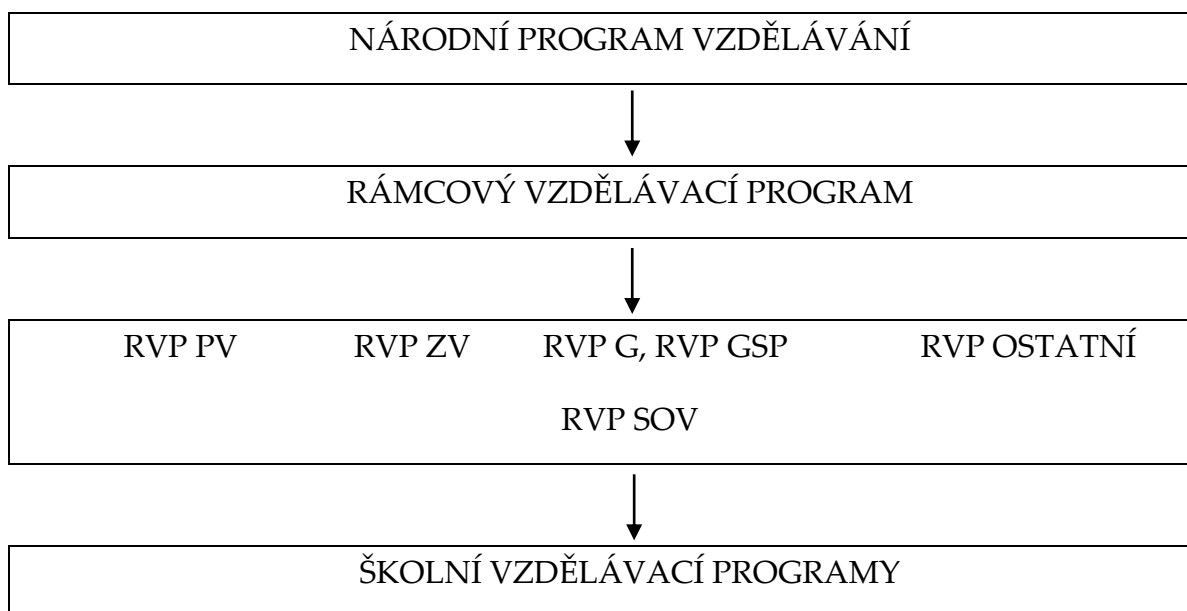 NÁRODNÍ PROGRAM VZDĚLÁVÁNÍ
RÁMCOVÝ VZDĚLÁVACÍ PROGRAM
RVP PV RVP ZV RVP G, RVP GSP RVP OSTATNÍ
RVP SOV
ŠKOLNÍ VZDĚLÁVACÍ PROGRAMY